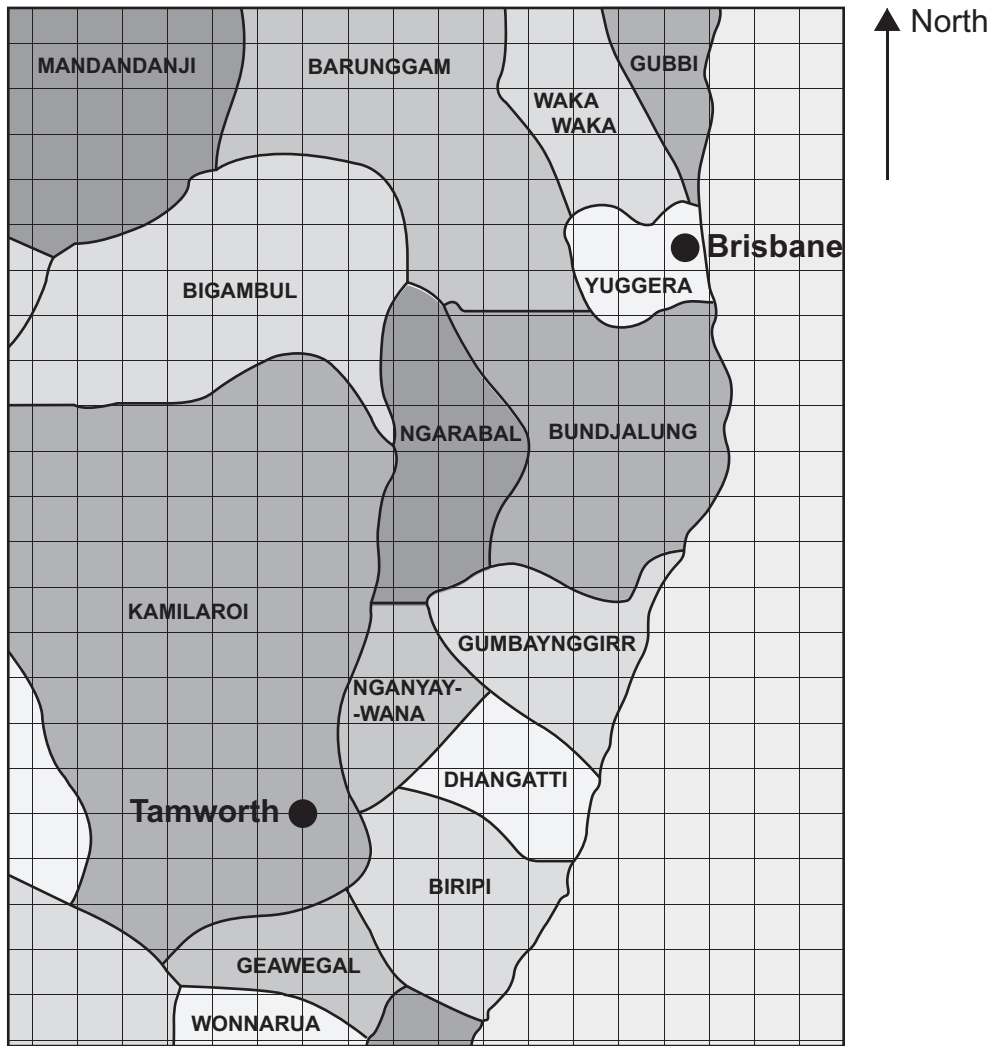 North
MANDANDANJI
BARUNGGAM
GUBBI
WAKA
WAKA
Brisbane
YUGGERA
BIGAMBUL
NGARABAL
BUNDJALUNG
KAMILAROI
GUMBAYNGGIRR
NGANYAY-
-WANA
DHANGATTI
Tamworth
BIRIPI
GEAWEGAL
WONNARUA